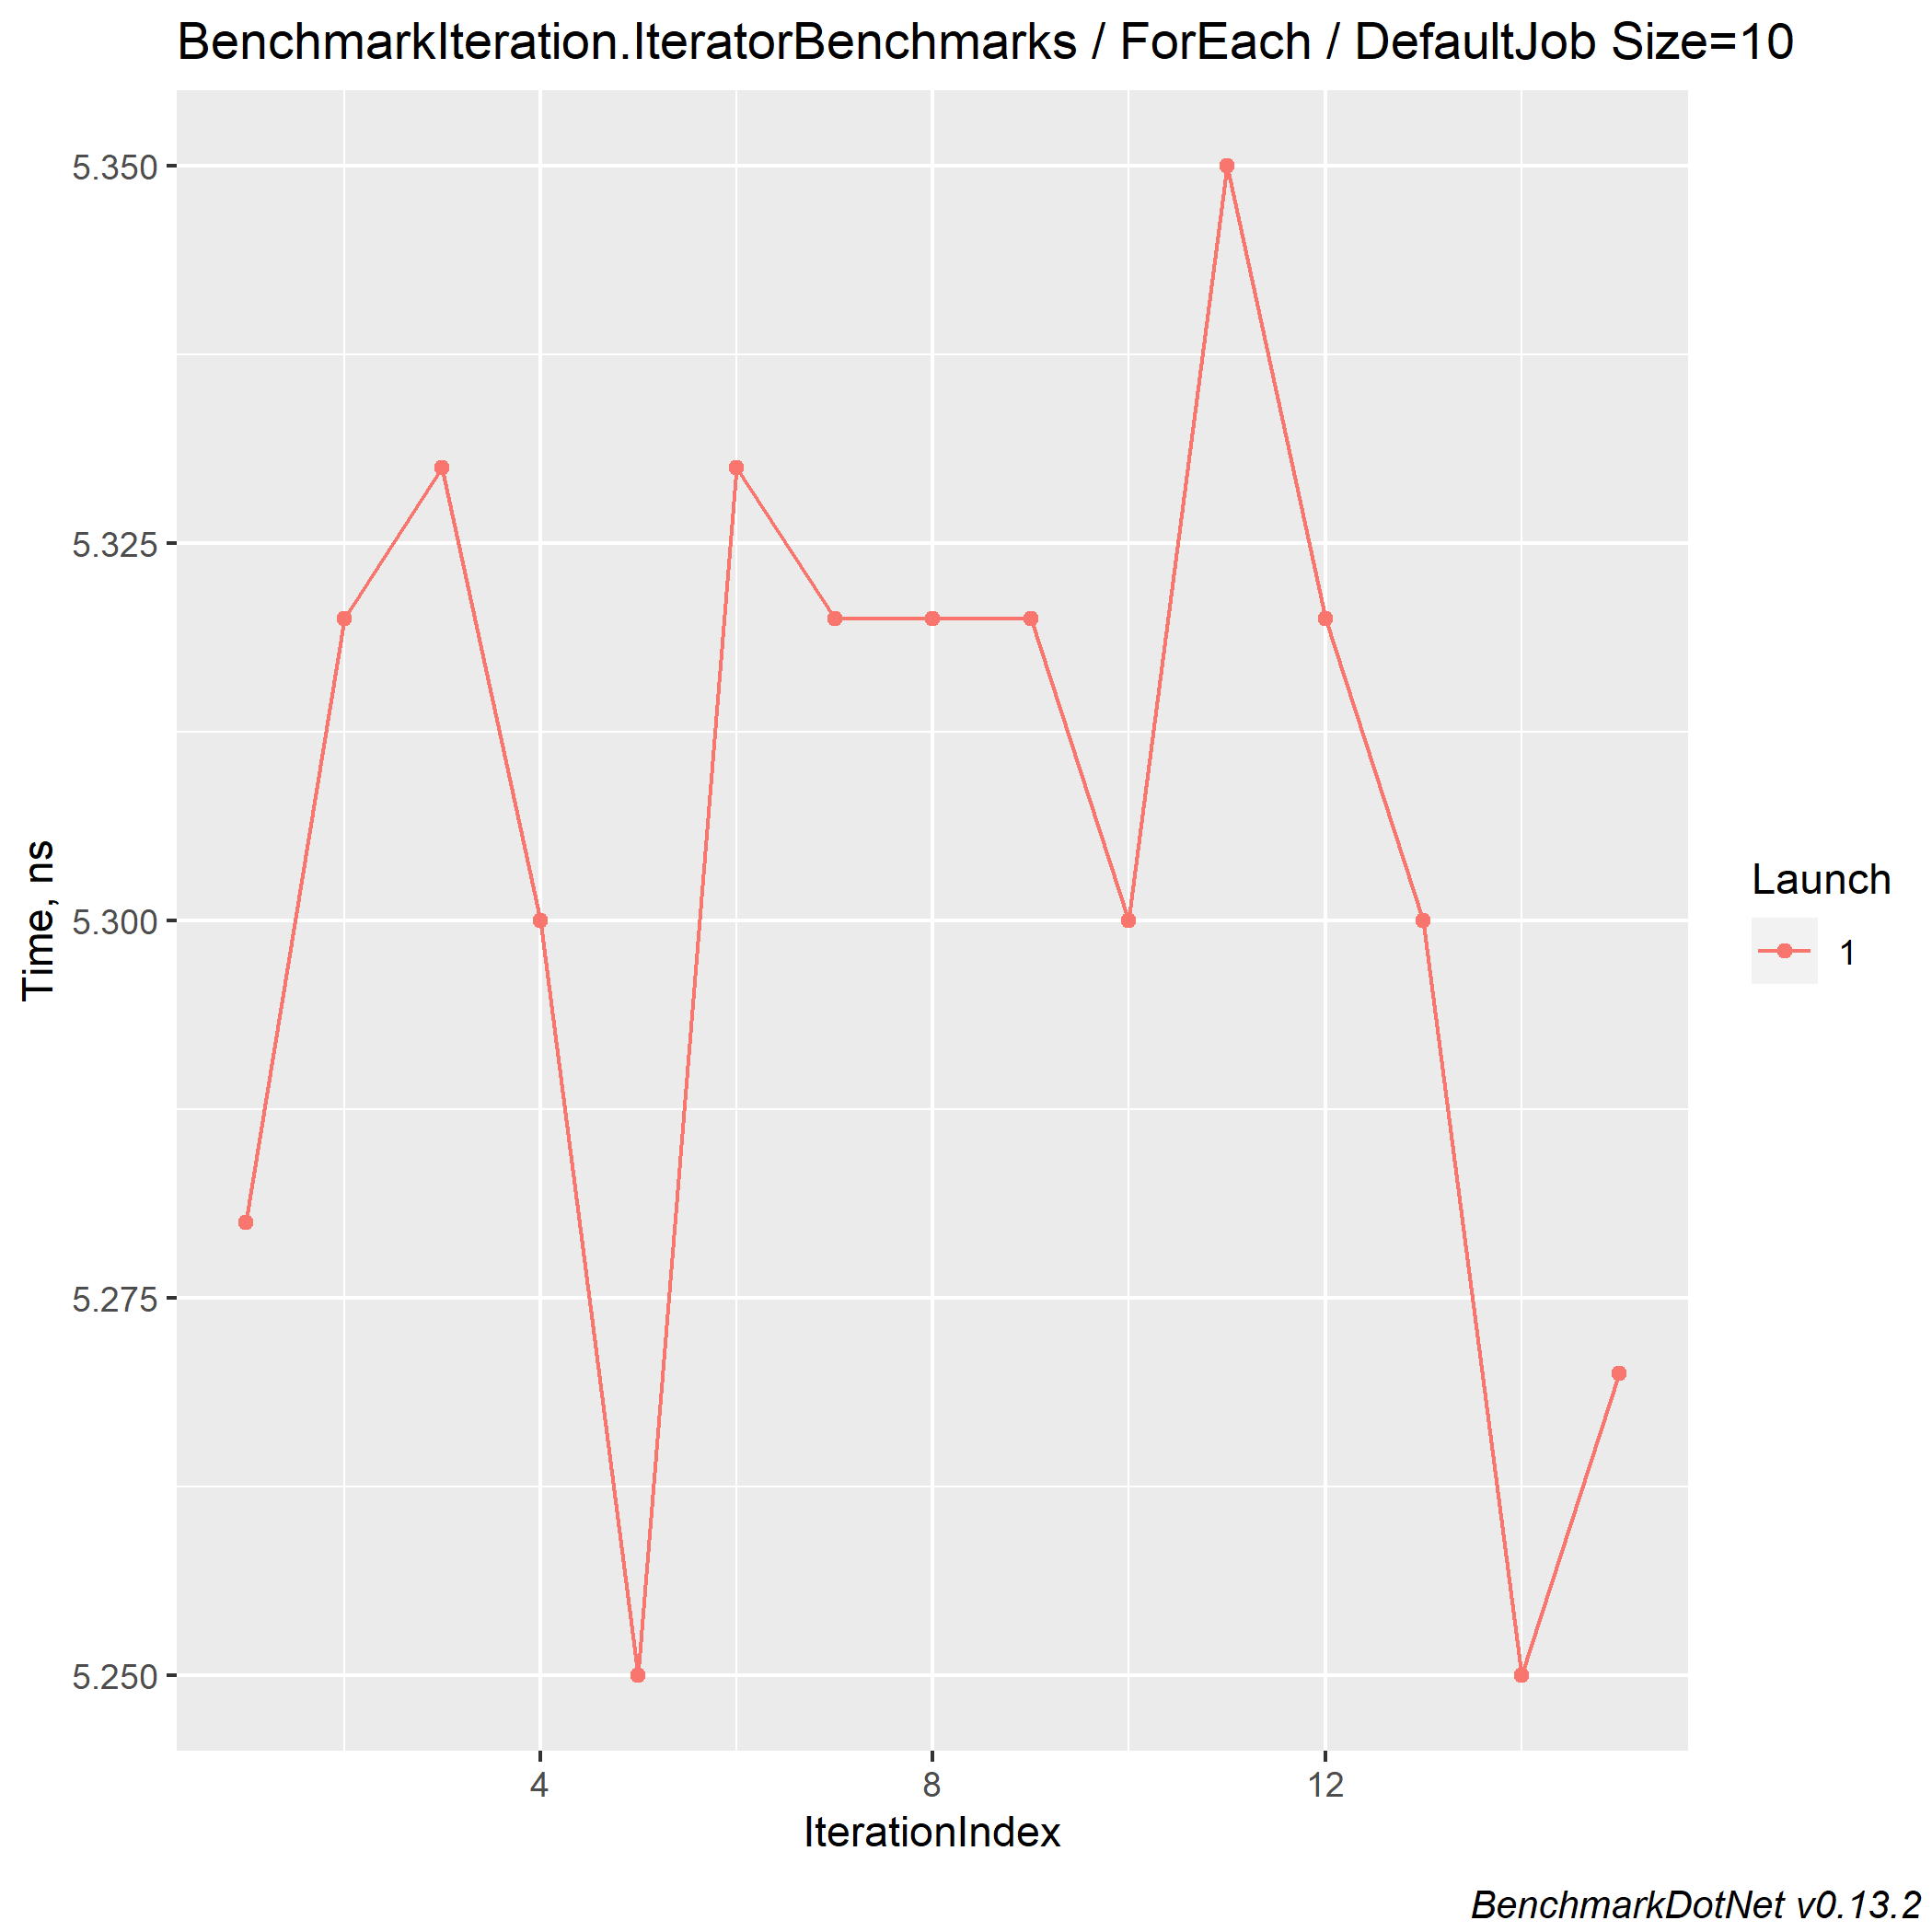 BenchmarkIteration.IteratorBenchmarks / ForEach / DefaultJob Size=10
5.350
5.325
5.300
5.275
5.250
Time, ns
4
8
12
IterationIndex
Launch
1
BenchmarkDotNet v0.13.2